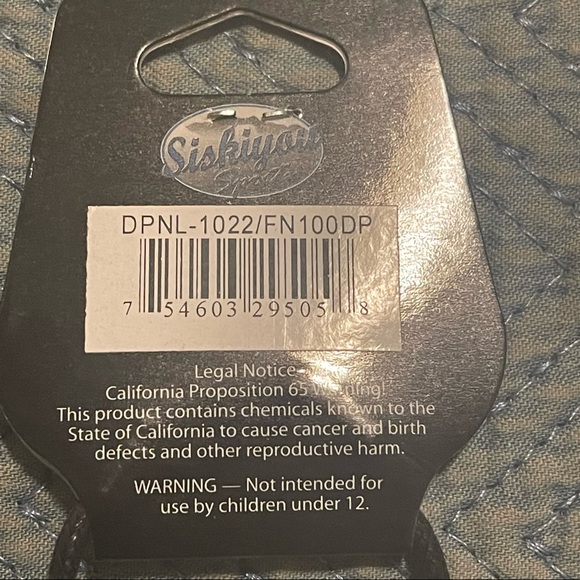 Siskiyou
Sports
DPNL-1022/FN100DP
7 54603 29505 8
Legal Notice
California Proposition 65 Warning!
This product contains chemicals known to the
State of California to cause cancer and birth
defects and other reproductive harm.
WARNING — Not intended for
use by children under 12.